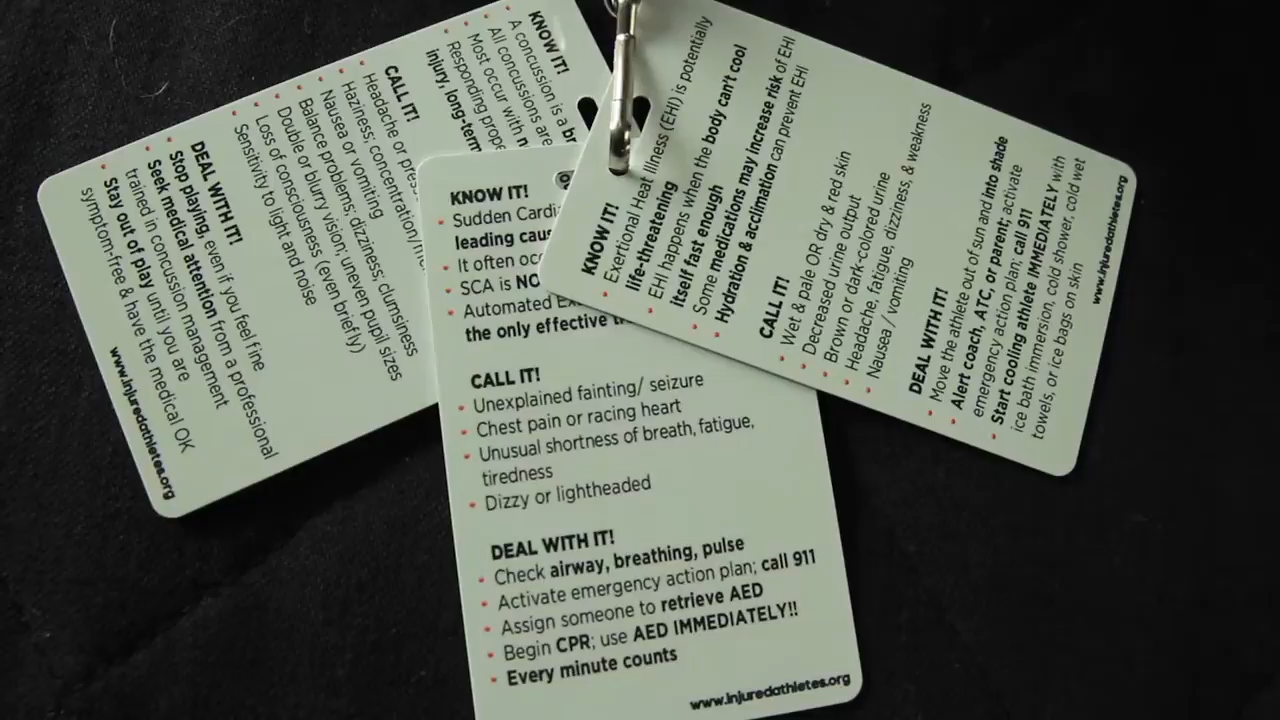 KNOW IT!
A concussion is a
All concussions are
Most occur with
Responding
injury, long-term
CALL IT!
Headache or
Haziness; concentration/
Nausea or vomiting
Balance problems; dizziness; clumsiness
Double or blurry vision; uneven pupil sizes
Loss of consciousness (even briefly)
Sensitivity to light and noise
DEAL WITH IT!
Stop playing, even if you feel fine
Seek medical attention from a professional
trained in concussion management
Stay out of play until you are
symptom-free & have the medical OK
www.injuredathletes.org
KNOW IT!
Sudden
leading
It often
SCA is
Automated
the only effective
CALL IT!
Unexplained fainting/ seizure
Chest pain or racing heart
Unusual shortness of breath, fatigue,
tiredness
Dizzy or lightheaded
DEAL WITH IT!
Check airway, breathing, pulse
Activate emergency action plan; call 911
Assign someone to retrieve AED
Begin CPR; use AED IMMEDIATELY!!
Every minute counts
www.injuredathletes.org
KNOW IT!
Exertional Heat Illness (EHI) is potentially
life-threatening
EHI happens when the body can't cool
itself fast enough
Some medications may increase risk of EHI
Hydration & acclimation can prevent EHI
CALL IT!
Wet & pale OR dry & red skin
Decreased urine output
Brown or dark-colored urine
Headache, fatigue, dizziness, & weakness
Nausea / vomiting
DEAL WITH IT!
Move the athlete out of sun and into shade
Alert coach, ATC, or parent; activate
emergency action plan; call 911
Start cooling athlete IMMEDIATELY with
ice bath immersion, cold shower, cold wet
towels, or ice bags on skin
www.injuredathletes.org